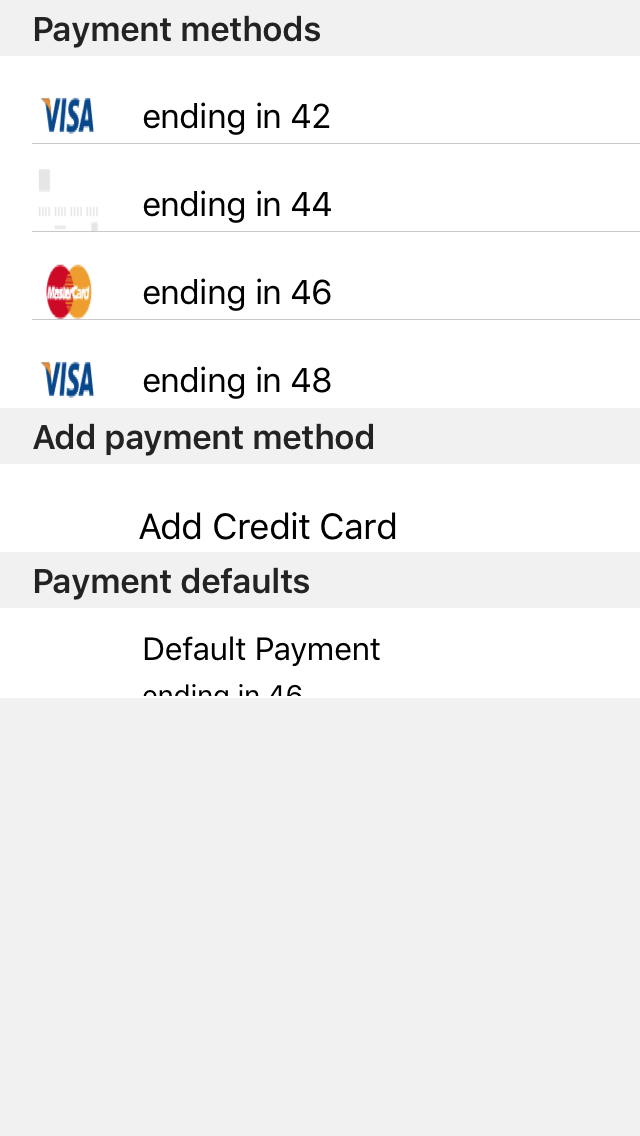 Payment methods
VISA ending in 42
ending in 44
MasterCard ending in 46
VISA ending in 48
Add payment method
Add Credit Card
Payment defaults
Default Payment
ending in 46